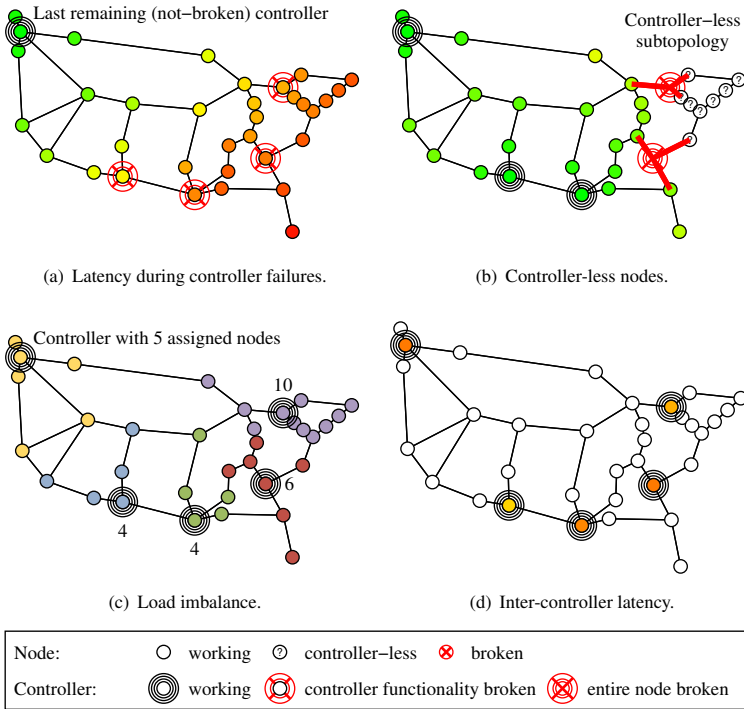 Last remaining (not−broken) controller
Controller−less
subtopology
? ? ? ? ? ? ? ?
(a) Latency during controller failures.
(b) Controller-less nodes.
Controller with 5 assigned nodes
10
6
4
4
(c) Load imbalance.
(d) Inter-controller latency.
Node: working ? controller−less broken
Controller: working controller functionality broken entire node broken